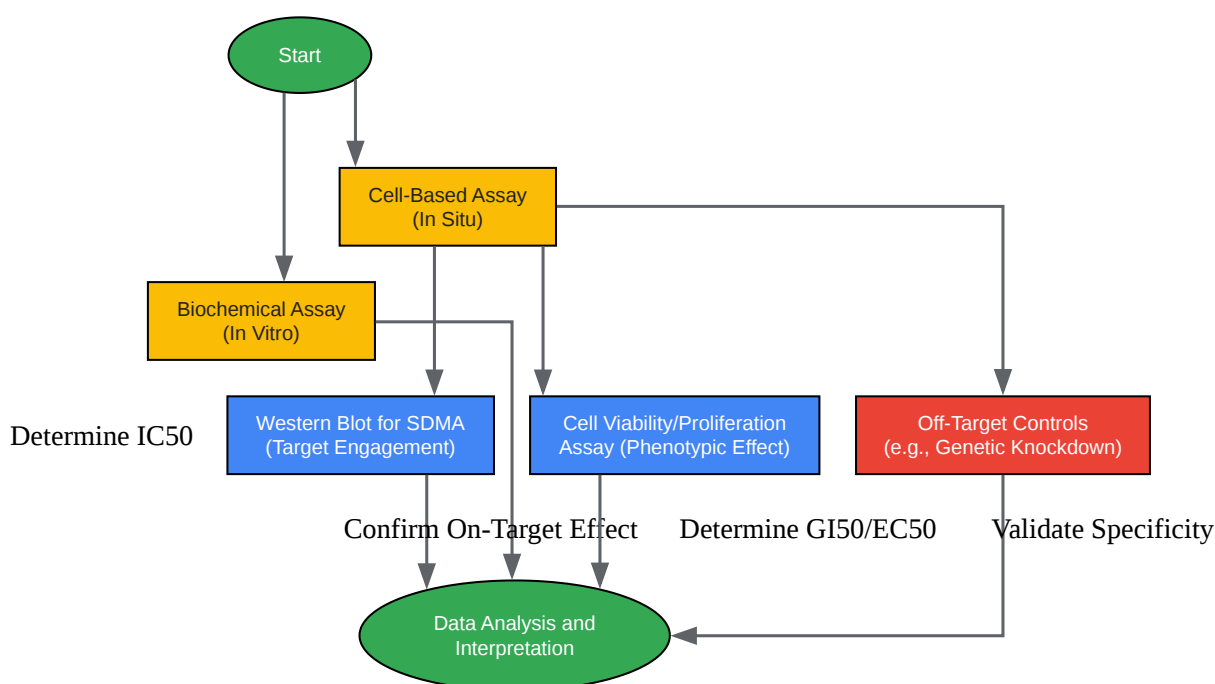 Start
Cell-Based Assay
(In Situ)
Biochemical Assay
(In Vitro)
Determine IC50
Western Blot for SDMA
(Target Engagement)
Cell Viability/Proliferation
Assay (Phenotypic Effect)
Off-Target Controls
(e.g., Genetic Knockdown)
Confirm On-Target Effect
Determine GI50/EC50
Validate Specificity
Data Analysis and
Interpretation